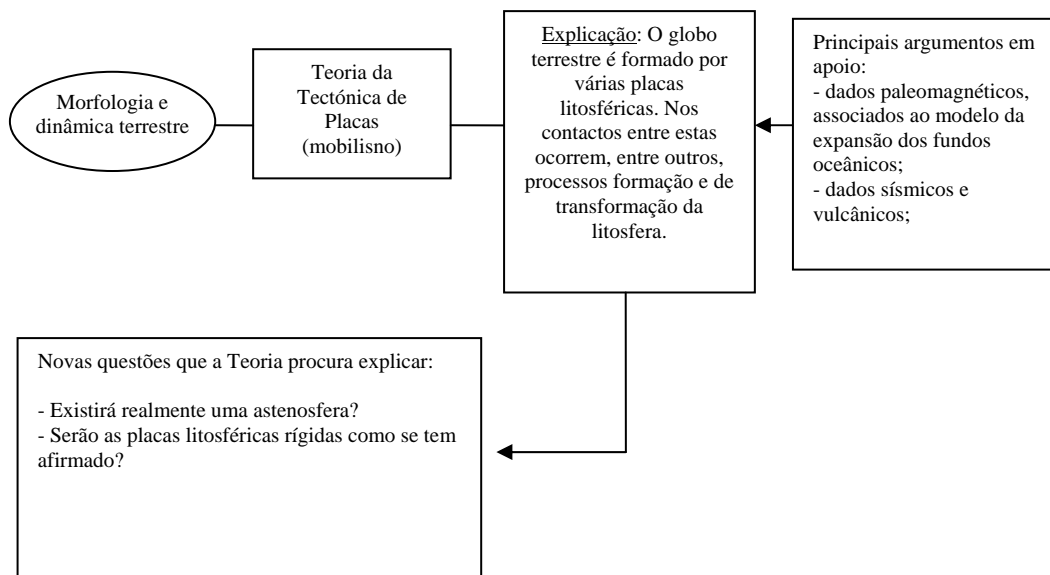 Morfologia e
dinâmica terrestre
Teoria da
Tectónica de
Placas
(mobilisno)
Explicação: O globo
terrestre é formado por
várias placas
litosféricas. Nos
contactos entre estas
ocorrem, entre outros,
processos formação e de
transformação da
litosfera.
Principais argumentos em
apoio:
- dados paleomagnéticos,
associados ao modelo da
expansão dos fundos
oceânicos;
- dados sísmicos e
vulcânicos;
Novas questões que a Teoria procura explicar:
- Existirá realmente uma astenosfera?
- Serão as placas litosféricas rígidas como se tem
afirmado?